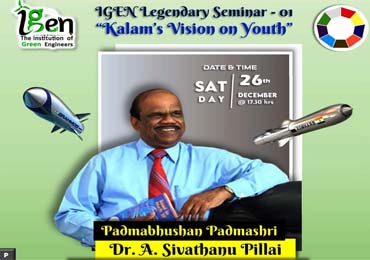 igen
The Institution of
Green Engineers
IGEN Legendary Seminar - 01
"Kalam's Vision on Youth"
DATE & TIME
SAT
DAY
26th
DECEMBER
@ 17.30 hrs
Padmabhushan Padmashri
Dr. A. Sivathanu Pillai
P